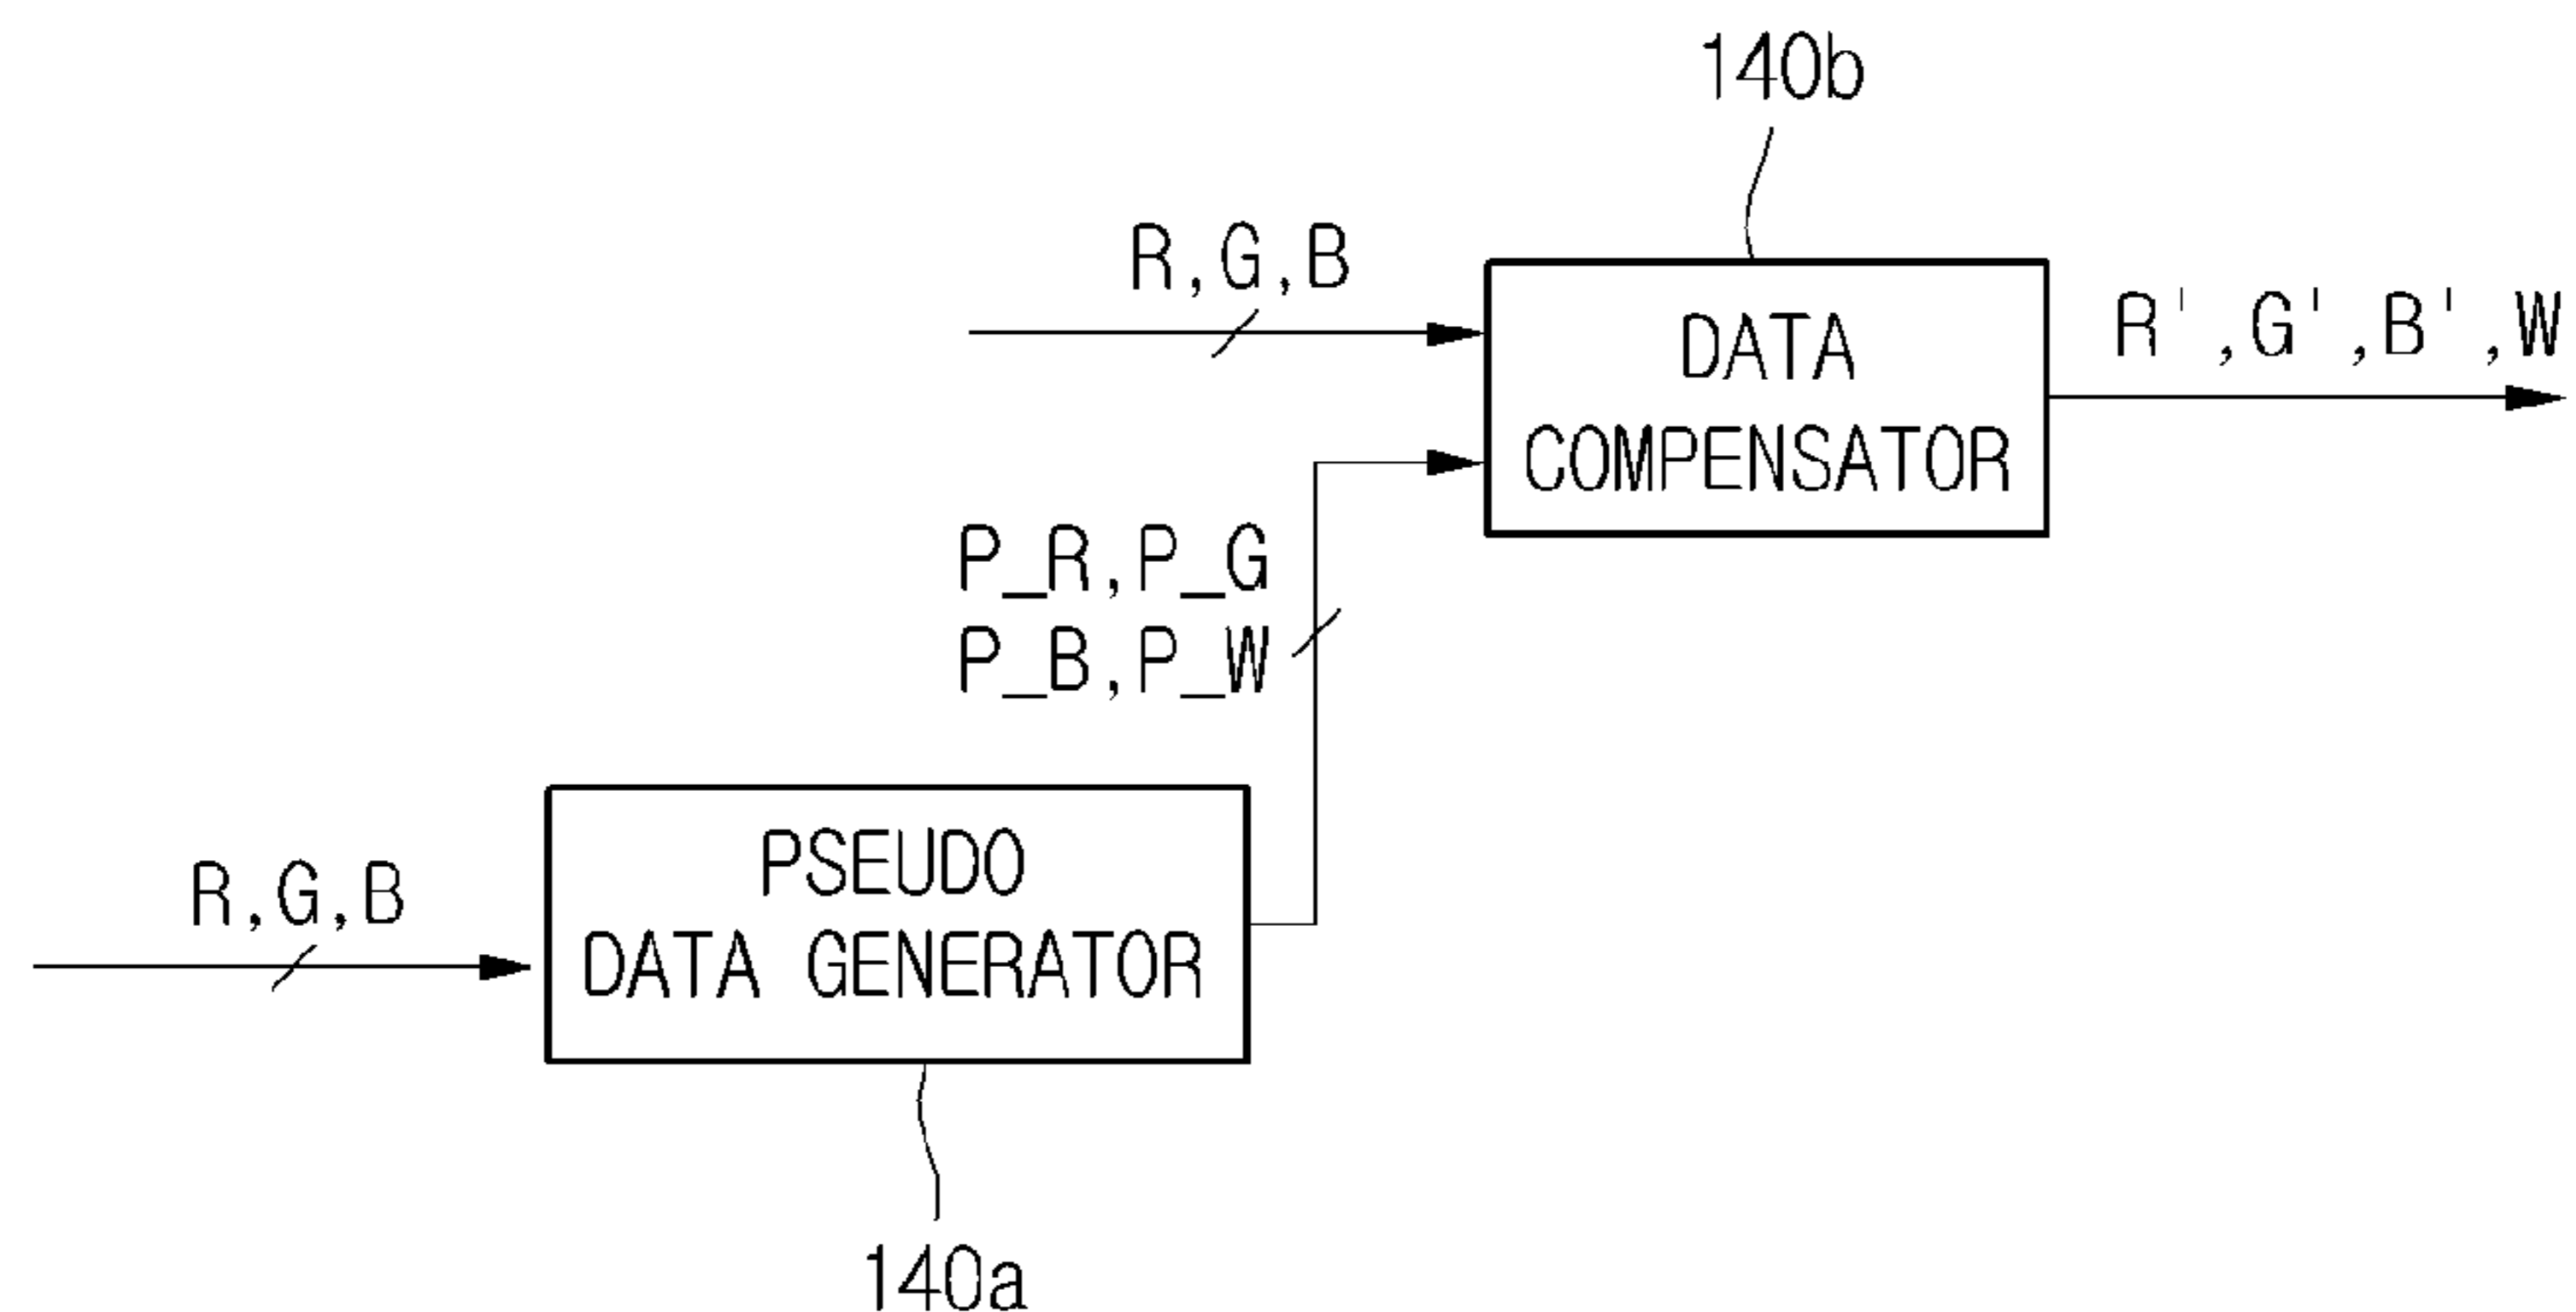 140b
R,G,B
DATA
COMPENSATOR
R',G',B',W
P_R,P_G
P_B,P_W
R,G,B
PSEUDO
DATA GENERATOR
140a